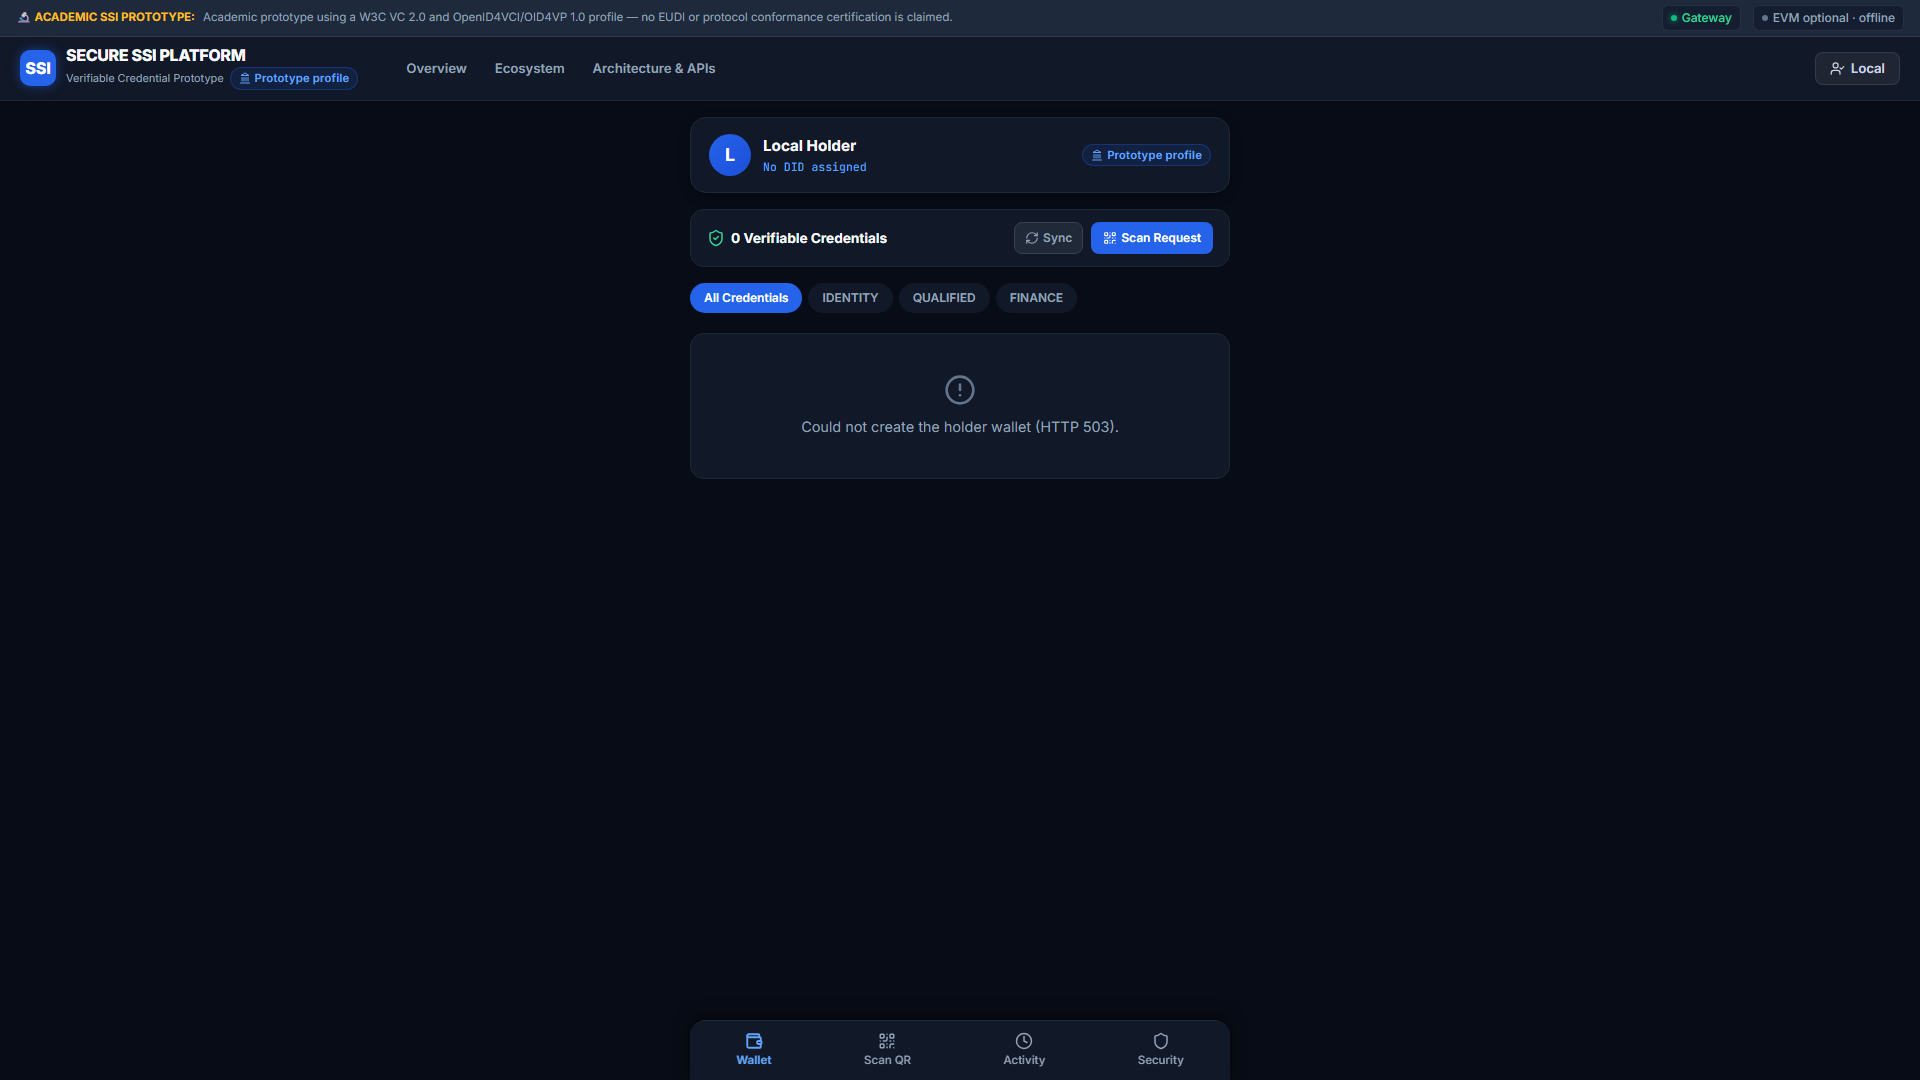 ACADEMIC SSI PROTOTYPE: Academic prototype using a W3C VC 2.0 and OpenID4VCI/OID4VP 1.0 profile — no EUDI or protocol conformance certification is claimed.
Gateway
EVM optional · offline
SSI
SECURE SSI PLATFORM
Verifiable Credential Prototype
Prototype profile
Overview
Ecosystem
Architecture & APIs
Local
L
Local Holder
No DID assigned
Prototype profile
0 Verifiable Credentials
Sync
Scan Request
All Credentials
IDENTITY
QUALIFIED
FINANCE
Could not create the holder wallet (HTTP 503).
Wallet
Scan QR
Activity
Security